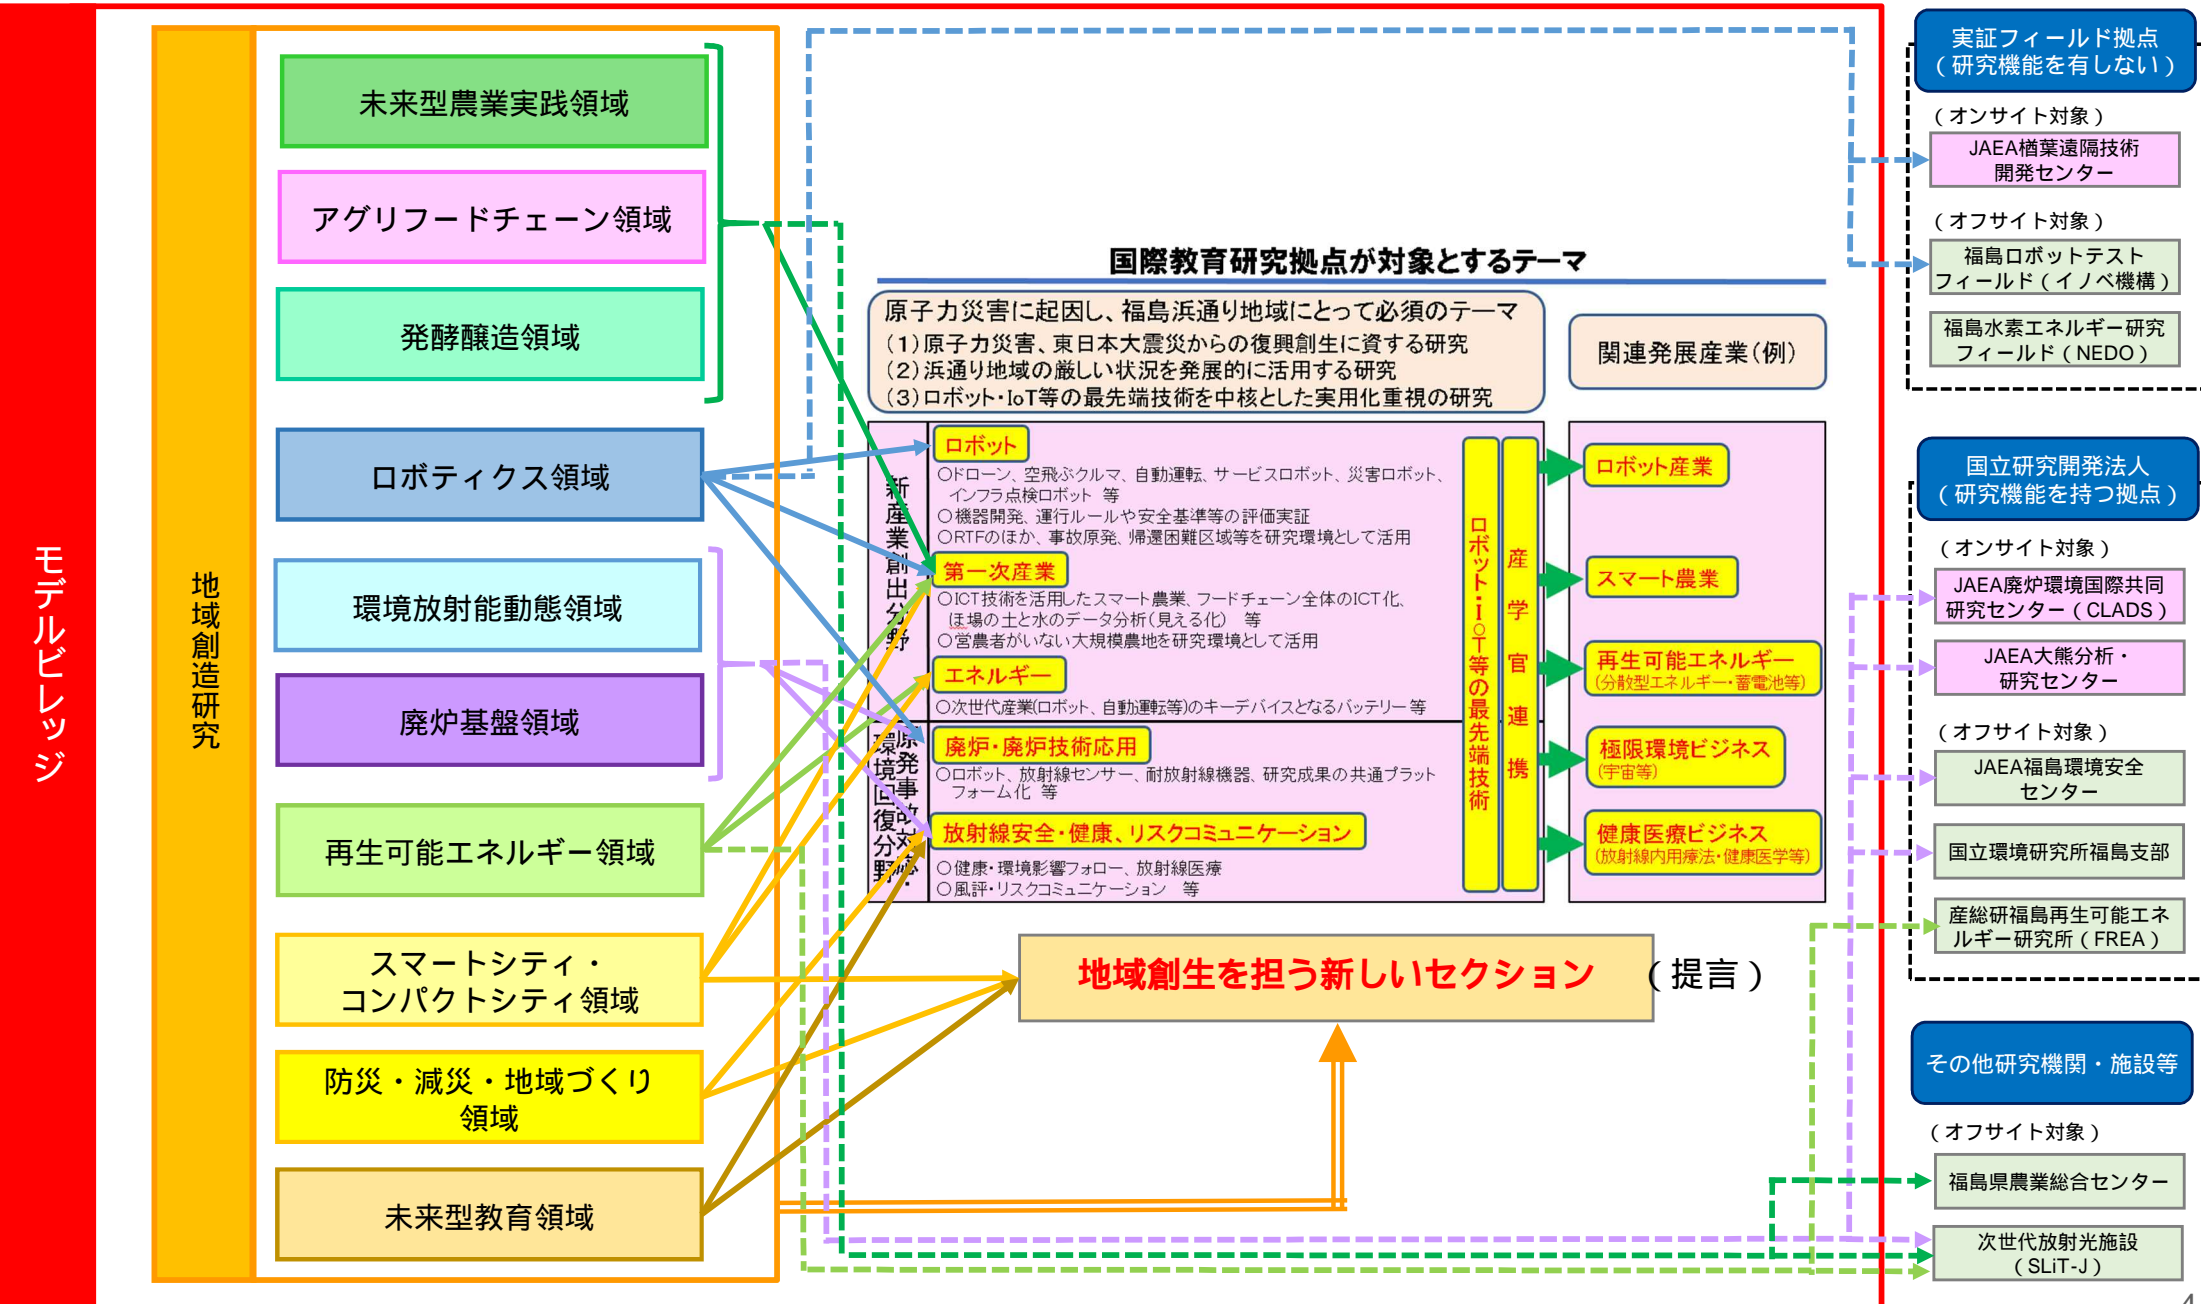 モデルビレッジ
地域創造研究
未来型農業実践領域
アグリフードチェーン領域
発酵醸造領域
ロボティクス領域
環境放射能動態領域
廃炉基盤領域
再生可能エネルギー領域
スマートシティ・
コンパクトシティ領域
防災・減災・地域づくり
領域
未来型教育領域
国際教育研究拠点が対象とするテーマ
原子力災害に起因し、福島浜通り地域にとって必須のテーマ
(1)原子力災害、東日本大震災からの復興創生に資する研究
(2)浜通り地域の厳しい状況を発展的に活用する研究
(3)ロボット・IoT等の最先端技術を中核とした実用化重視の研究
関連発展産業(例)
新産業創出分野
ロボット
○ドローン、空飛ぶクルマ、自動運転、サービスロボット、災害ロボット、
インフラ点検ロボット 等
○機器開発、運行ルールや安全基準等の評価実証
○RTFのほか、事故原発、帰還困難区域等を研究環境として活用
第一次産業
○ICT技術を活用したスマート農業、フードチェーン全体のICT化、
ほ場の土と水のデータ分析(見える化) 等
○営農者がいない大規模農地を研究環境として活用
エネルギー
○次世代産業(ロボット、自動運転等)のキーデバイスとなるバッテリー 等
原発事故対応・
環境回復分野
廃炉・廃炉技術応用
○ロボット、放射線センサー、耐放射線機器、研究成果の共通プラット
フォーム化 等
放射線安全・健康、リスクコミュニケーション
○健康・環境影響フォロー、放射線医療
○風評・リスクコミュニケーション 等
ロボット・IoT等の最先端技術
産学官連携
ロボット産業
スマート農業
再生可能エネルギー
(分散型エネルギー・蓄電池等)
極限環境ビジネス
(宇宙等)
健康医療ビジネス
(放射線内用療法・健康医学等)
地域創生を担う新しいセクション (提言)
実証フィールド拠点
(研究機能を有しない)
(オンサイト対象)
JAEA楢葉遠隔技術
開発センター
(オフサイト対象)
福島ロボットテスト
フィールド(イノベ機構)
福島水素エネルギー研究
フィールド(NEDO)
国立研究開発法人
(研究機能を持つ拠点)
(オンサイト対象)
JAEA廃炉環境国際共同
研究センター(CLADS)
JAEA大熊分析・
研究センター
(オフサイト対象)
JAEA福島環境安全
センター
国立環境研究所福島支部
産総研福島再生可能エネ
ルギー研究所(FREA)
その他研究機関・施設等
(オフサイト対象)
福島県農業総合センター
次世代放射光施設
(SLiT-J)
4